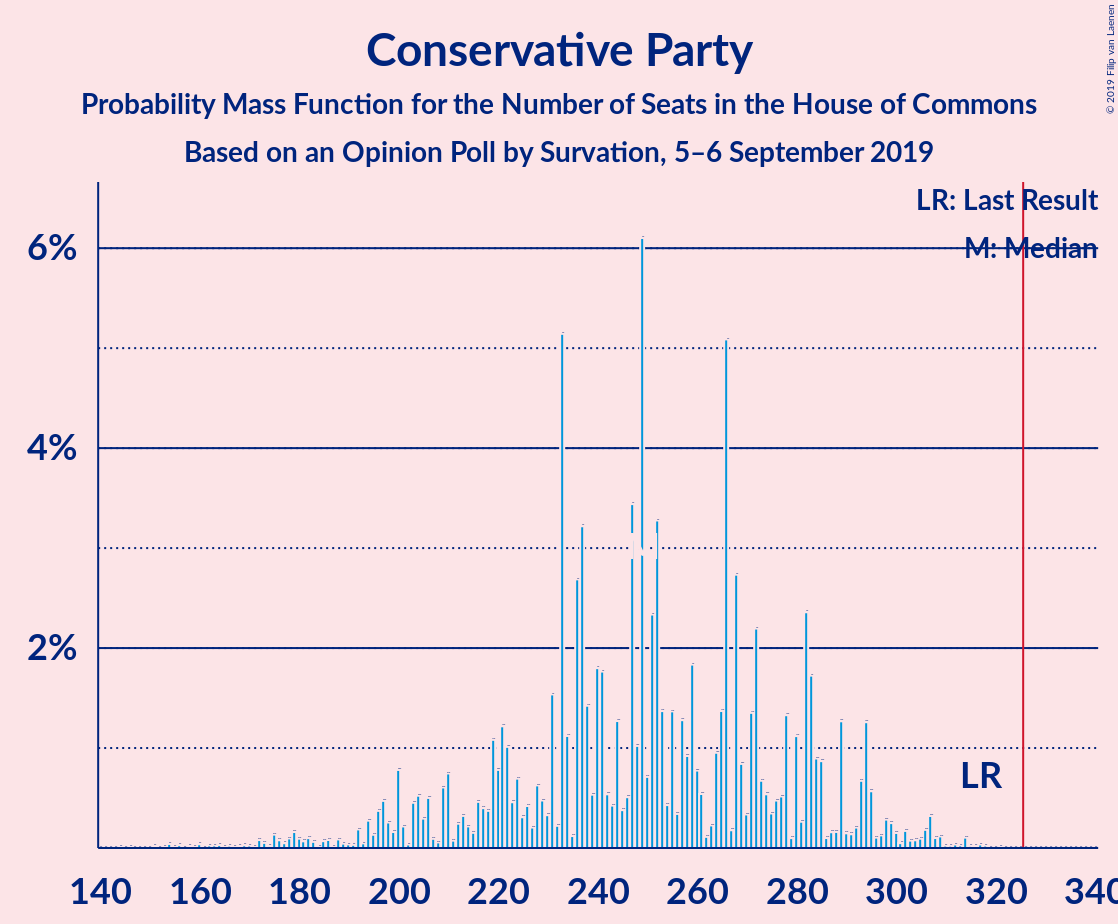 Conservative Party
Probability Mass Function for the Number of Seats in the House of Commons
Based on an Opinion Poll by Survation, 5–6 September 2019
© 2019 Filip van Laenen
LR: Last Result
M: Median
6%
4%
2%
LR
140 160 180 200 220 240 260 280 300 320 340